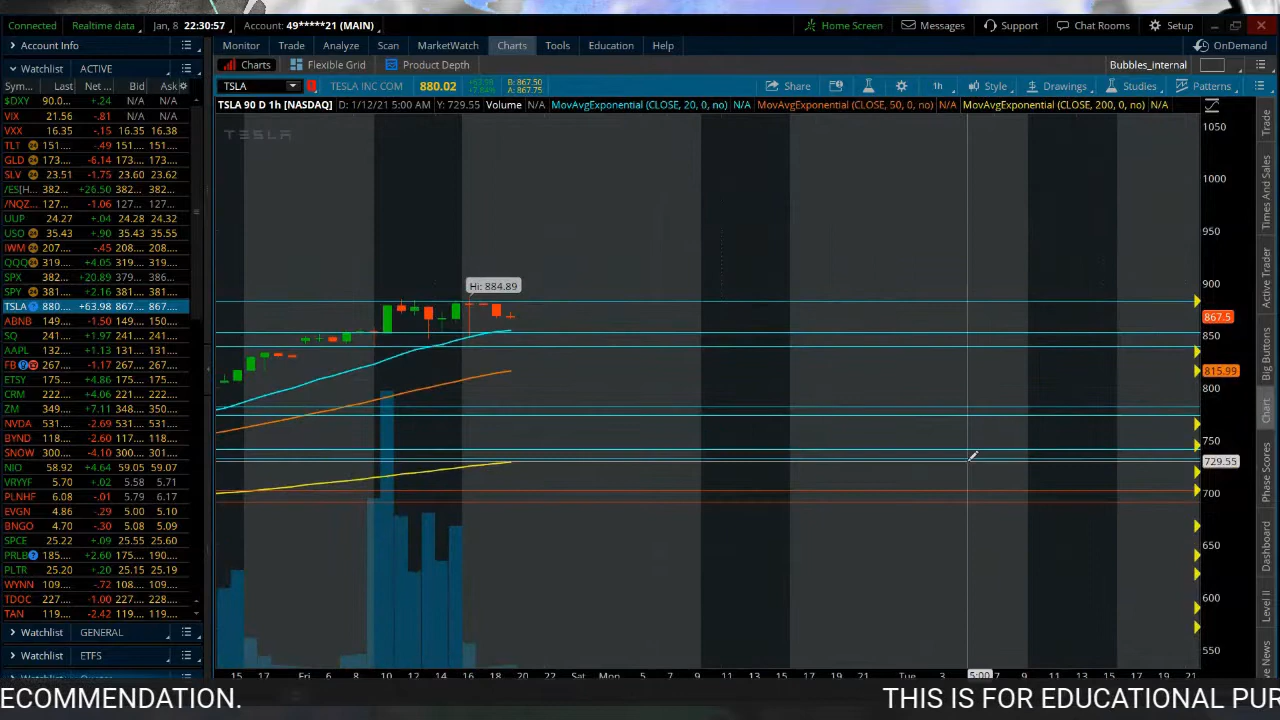 Connected Realtime data Jan, 8 22:30:57 Account: 49*****21 (MAIN) Home Screen Messages Support Chat Rooms Setup
Account Info Monitor Trade Analyze Scan MarketWatch Charts Tools Education Help OnDemand
Watchlist ACTIVE Charts Flexible Grid Product Depth Bubbles_Internal
Sym... Net ... Bid Ask TSLA TESLA INC COM 880.02 B: 867.50 A: 867.75 Share 1h Style Drawings Studies Patterns
TSLA 90 D 1h [NASDAQ] D: 1/12/21 5:00 AM Y: 729.55 Volume N/A MovAvgExponential (CLOSE, 20, 0, no) N/A MovAvgExponential (CLOSE, 50, 0, no) N/A MovAvgExponential (CLOSE, 200, 0, no) N/A
$DXY 90.0... +.24 N/A N/A
VIX 21.56 -.81 N/A N/A
VXX 16.35 -.15 16.35 16.38
TLT 151.... -.49 151.... 151....
GLD 173.... -6.14 173.... 173....
SLV 23.51 -1.75 23.60 23.62
/ES[H... 382... +26.50 382... 382...
/NQZ... 127... -1.06 127... 127...
UUP 24.27 +.04 24.28 24.32
USO 35.43 +.90 35.43 35.55
IWM 207.... -.45 208.... 208....
QQQ 319.... +4.05 319.... 319....
SPX 382... +20.89 379... 386...
SPY 381.... +2.16 381.... 381....
TSLA 880.... +63.98 867.... 867....
ABNB 149.... -1.50 149.... 150....
SQ 241.... +1.97 241.... 241....
AAPL 132.... +1.13 131.... 131....
FB 267.... -1.17 267.... 267....
ETSY 175.... +4.86 175.... 175....
CRM 222.... +4.06 221.... 222....
ZM 349.... +7.11 348.... 350....
NVDA 531.... -2.60 531.... 531....
BYND 118.... -2.60 117.... 118....
SNOW 300.... -4.10 300.... 301....
NIO 58.92 +4.64 59.05 59.07
VRYYF 5.70 +.02 5.58 5.71
PLNHF 6.08 -.01 5.79 6.17
EVGN 4.86 -.29 5.00 5.10
BNGO 4.70 -.30 5.08 5.09
SPCE 25.22 +.09 25.55 25.60
PRLB 185.... +2.60 175.... 190....
PLTR 25.20 +.20 25.15 25.19
WYNN 109.... -.72 108.... 109....
TDOC 227.... -1.00 227.... 228....
TAN 119.... -2.42 119.... 119....
Watchlist GENERAL
Watchlist ETFS
TESLA
Hi: 884.89
1050
1000
950
900
867.5
850
815.99
800
750
729.55
700
650
600
550
Trade
Times And Sales
Active Trader
Big Buttons
Chart
Phase Scores
Dashboard
Level II
ve News
15 17 Fri 6 8 10 12 14 16 18 20 22 Sat Mon 5 7 9 11 13 15 17 19 21 Tue 3 5:00 7 9 11 13 15 17 19 21
ECOMMENDATION. THIS IS FOR EDUCATIONAL PUR